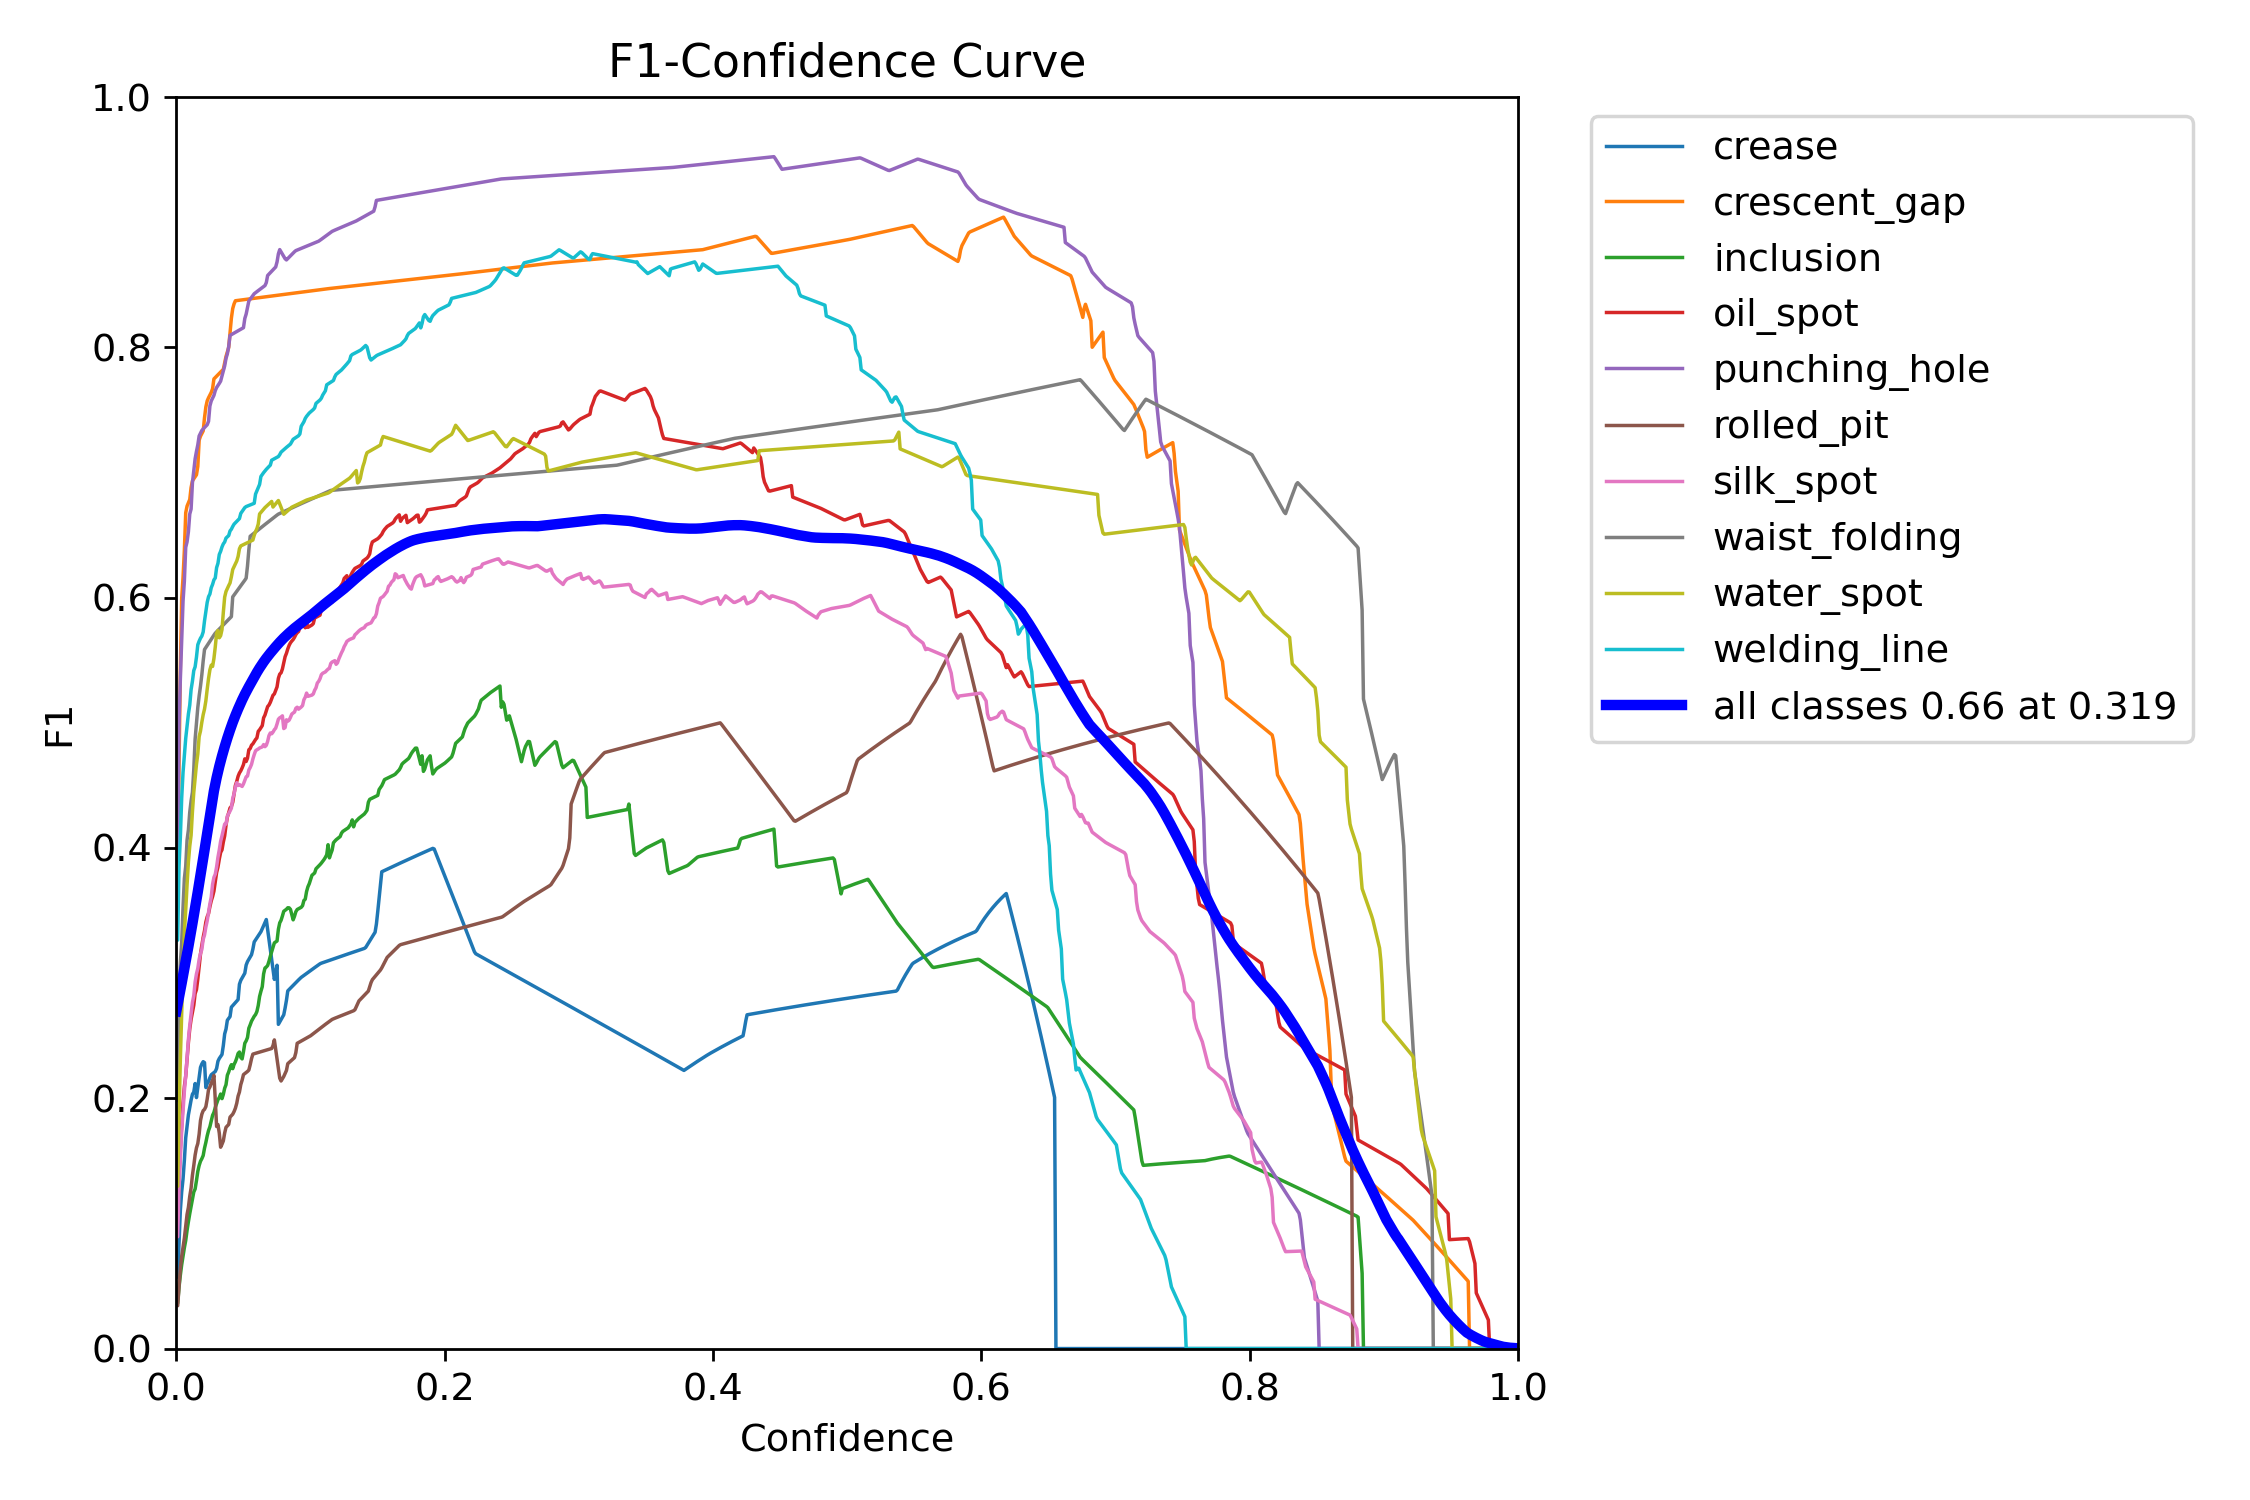 F1-Confidence Curve
1.0
0.8
0.6
0.4
0.2
0.0
F1
0.0 0.2 0.4 0.6 0.8 1.0
Confidence
crease
crescent_gap
inclusion
oil_spot
punching_hole
rolled_pit
silk_spot
waist_folding
water_spot
welding_line
all classes 0.66 at 0.319